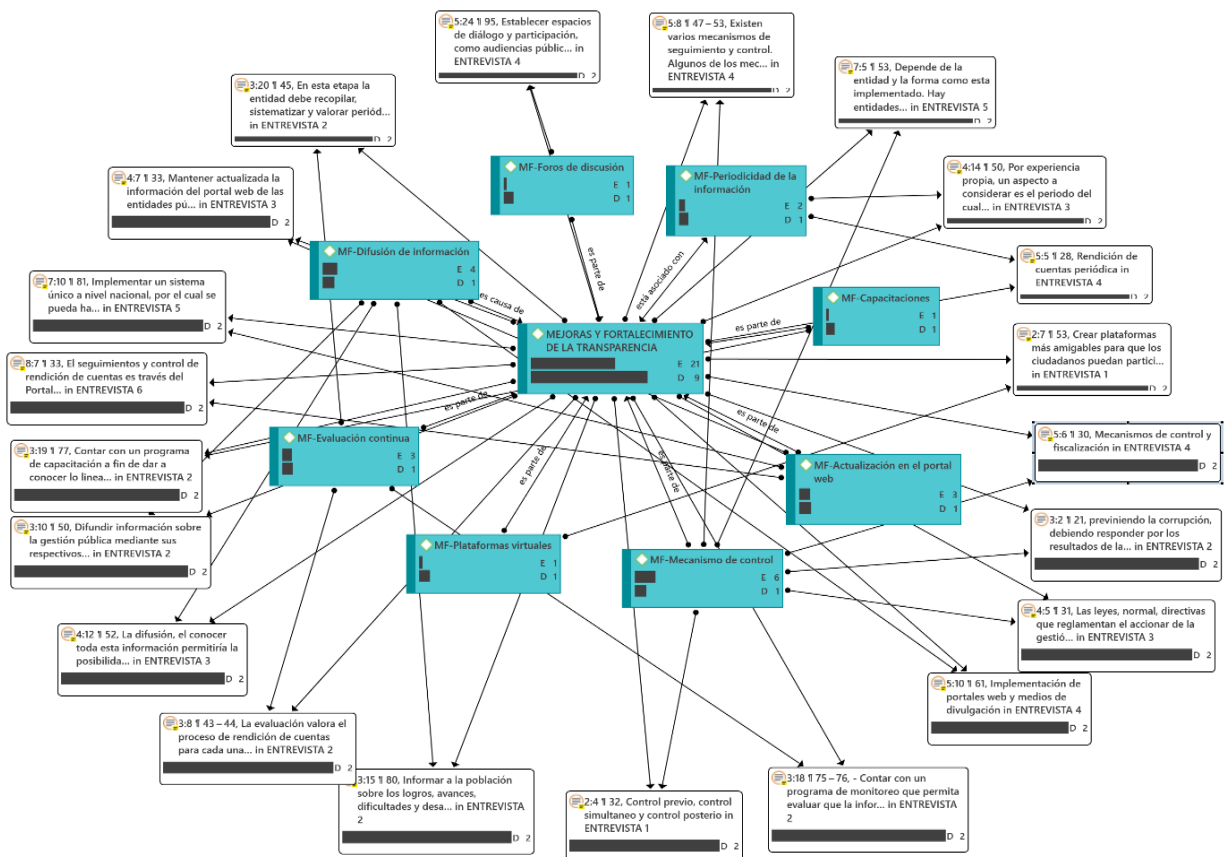 5:24 ¶ 95, Establecer espacios
de diálogo y participación,
como audiencias públic... in
ENTREVISTA 4
D 2
5:8 ¶ 47 – 53, Existen
varios mecanismos de
seguimiento y control.
Algunos de los mec... in
ENTREVISTA 4
D 2
7:5 ¶ 53, Depende de la
entidad y la forma como esta
implementado. Hay
entidades... in ENTREVISTA 5
D 2
3:20 ¶ 45, En esta etapa la
entidad debe recopilar,
sistematizar y valorar periód...
in ENTREVISTA 2
D 2
MF-Foros de discusión
E 1
D 1
MF-Periodicidad de la
información
E 2
D 1
4:14 ¶ 50, Por experiencia
propia, un aspecto a
considerar es el periodo del
cual... in ENTREVISTA 3
D 2
4:7 ¶ 33, Mantener actualizada la
información del portal web de las
entidades pú... in ENTREVISTA 3
D 2
MF-Difusión de información
E 4
D 1
es parte de
está asociado con
5:5 ¶ 28, Rendición de
cuentas periódica in
ENTREVISTA 4
D 2
7:10 ¶ 81, Implementar un sistema
único a nivel nacional, por el cual se
pueda ha... in ENTREVISTA 5
D 2
es causa de
MF-Capacitaciones
E 1
D 1
es parte de
MEJORAS Y FORTALECIMIENTO
DE LA TRANSPARENCIA
E 21
D 9
2:7 ¶ 53, Crear plataformas
más amigables para que los
ciudadanos puedan partici...
in ENTREVISTA 1
D 2
8:7 ¶ 33, El seguimientos y control de
rendición de cuentas es través del
Portal... in ENTREVISTA 6
D 2
es parte de
es parte de
MF-Evaluación continua
E 3
D 1
5:6 ¶ 30, Mecanismos de control y
fiscalización in ENTREVISTA 4
D 2
3:19 ¶ 77, Contar con un programa
de capacitación a fin de dar a
conocer lo linea... in ENTREVISTA 2
D 2
es parte de
es parte de
MF-Actualización en el portal
web
E 3
D 1
3:10 ¶ 50, Difundir información sobre
la gestión pública mediante sus
respectivos... in ENTREVISTA 2
D 2
3:2 ¶ 21, previniendo la corrupción,
debiendo responder por los
resultados de la... in ENTREVISTA 2
D 2
MF-Plataformas virtuales
E 1
D 1
MF-Mecanismo de control
E 6
D 1
4:5 ¶ 31, Las leyes, normal, directivas
que reglamentan el accionar de la
gestió... in ENTREVISTA 3
D 2
4:12 ¶ 52, La difusión, el conocer
toda esta información permitiría la
posibilida... in ENTREVISTA 3
D 2
5:10 ¶ 61, Implementación de
portales web y medios de
divulgación in ENTREVISTA 4
D 2
3:8 ¶ 43 – 44, La evaluación valora el
proceso de rendición de cuentas
para cada una... in ENTREVISTA 2
D 2
3:15 ¶ 80, Informar a la población
sobre los logros, avances,
dificultades y desa... in ENTREVISTA
2
D 2
2:4 ¶ 32, Control previo, control
simultaneo y control posterio in
ENTREVISTA 1
D 2
3:18 ¶ 75 – 76, - Contar con un
programa de monitoreo que permita
evaluar que la infor... in ENTREVISTA
2
D 2